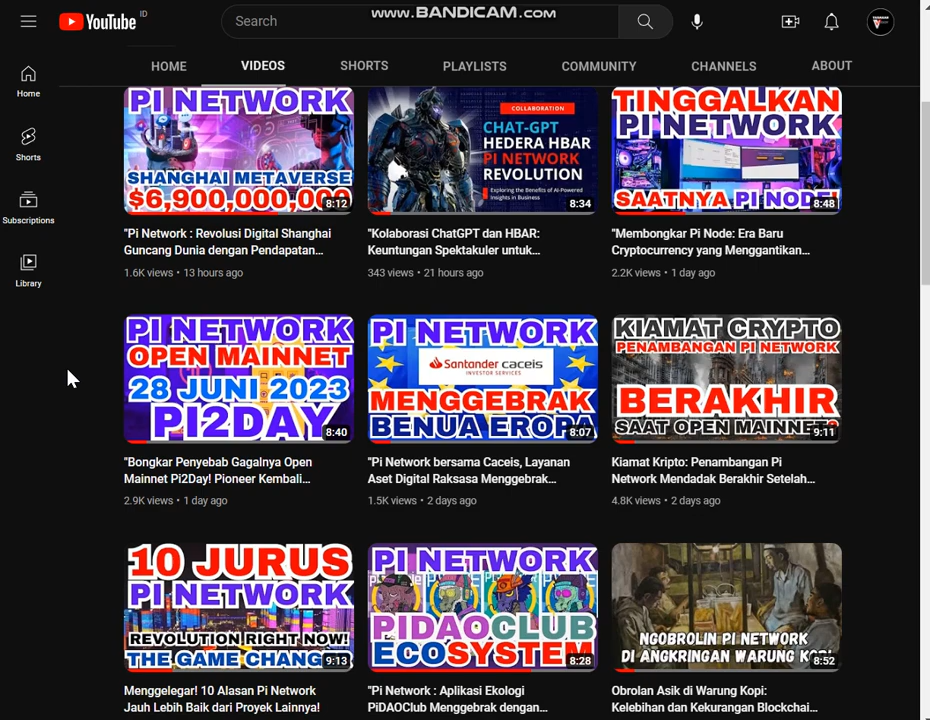 www.BANDICAM.com
YouTube ID
Search
HOME
VIDEOS
SHORTS
PLAYLISTS
COMMUNITY
CHANNELS
ABOUT
Home
Shorts
Subscriptions
Library
PI NETWORK
SHANGHAI METAVERSE
$6,900,000,000
8:12
"Pi Network : Revolusi Digital Shanghai
Guncang Dunia dengan Pendapatan...
1.6K views • 13 hours ago
COLLABORATION
CHAT-GPT
HEDERA HBAR
PI NETWORK
REVOLUTION
Exploring the Benefits of AI-Powered
Insights in Business
8:34
"Kolaborasi ChatGPT dan HBAR:
Keuntungan Spektakuler untuk...
343 views • 21 hours ago
TINGGALKAN
PI NETWORK
SAATNYA PI NODE!
8:48
"Membongkar Pi Node: Era Baru
Cryptocurrency yang Menggantikan...
2.2K views • 1 day ago
PI NETWORK
OPEN MAINNET
28 JUNI 2023
PI2DAY
8:40
"Bongkar Penyebab Gagalnya Open
Mainnet Pi2Day! Pioneer Kembali...
2.9K views • 1 day ago
PI NETWORK
Santander caceis
INVESTOR SERVICES
MENGGEBRAK
BENUA EROPA
8:07
"Pi Network bersama Caceis, Layanan
Aset Digital Raksasa Menggebrak...
1.5K views • 2 days ago
KIAMAT CRYPTO
PENAMBANGAN PI NETWORK
BERAKHIR
SAAT OPEN MAINNET
9:11
Kiamat Kripto: Penambangan Pi
Network Mendadak Berakhir Setelah...
4.8K views • 2 days ago
10 JURUS
PI NETWORK
REVOLUTION RIGHT NOW!
THE GAME CHANG
9:13
Menggelegar! 10 Alasan Pi Network
Jauh Lebih Baik dari Proyek Lainnya!
PI NETWORK
PIDAOCLUB
ECOSYSTEM
8:28
"Pi Network : Aplikasi Ekologi
PiDAOClub Menggebrak dengan...
NGOBROLIN PI NETWORK
DI ANGKRINGAN WARUNG KOPI
8:52
Obrolan Asik di Warung Kopi:
Kelebihan dan Kekurangan Blockchai...